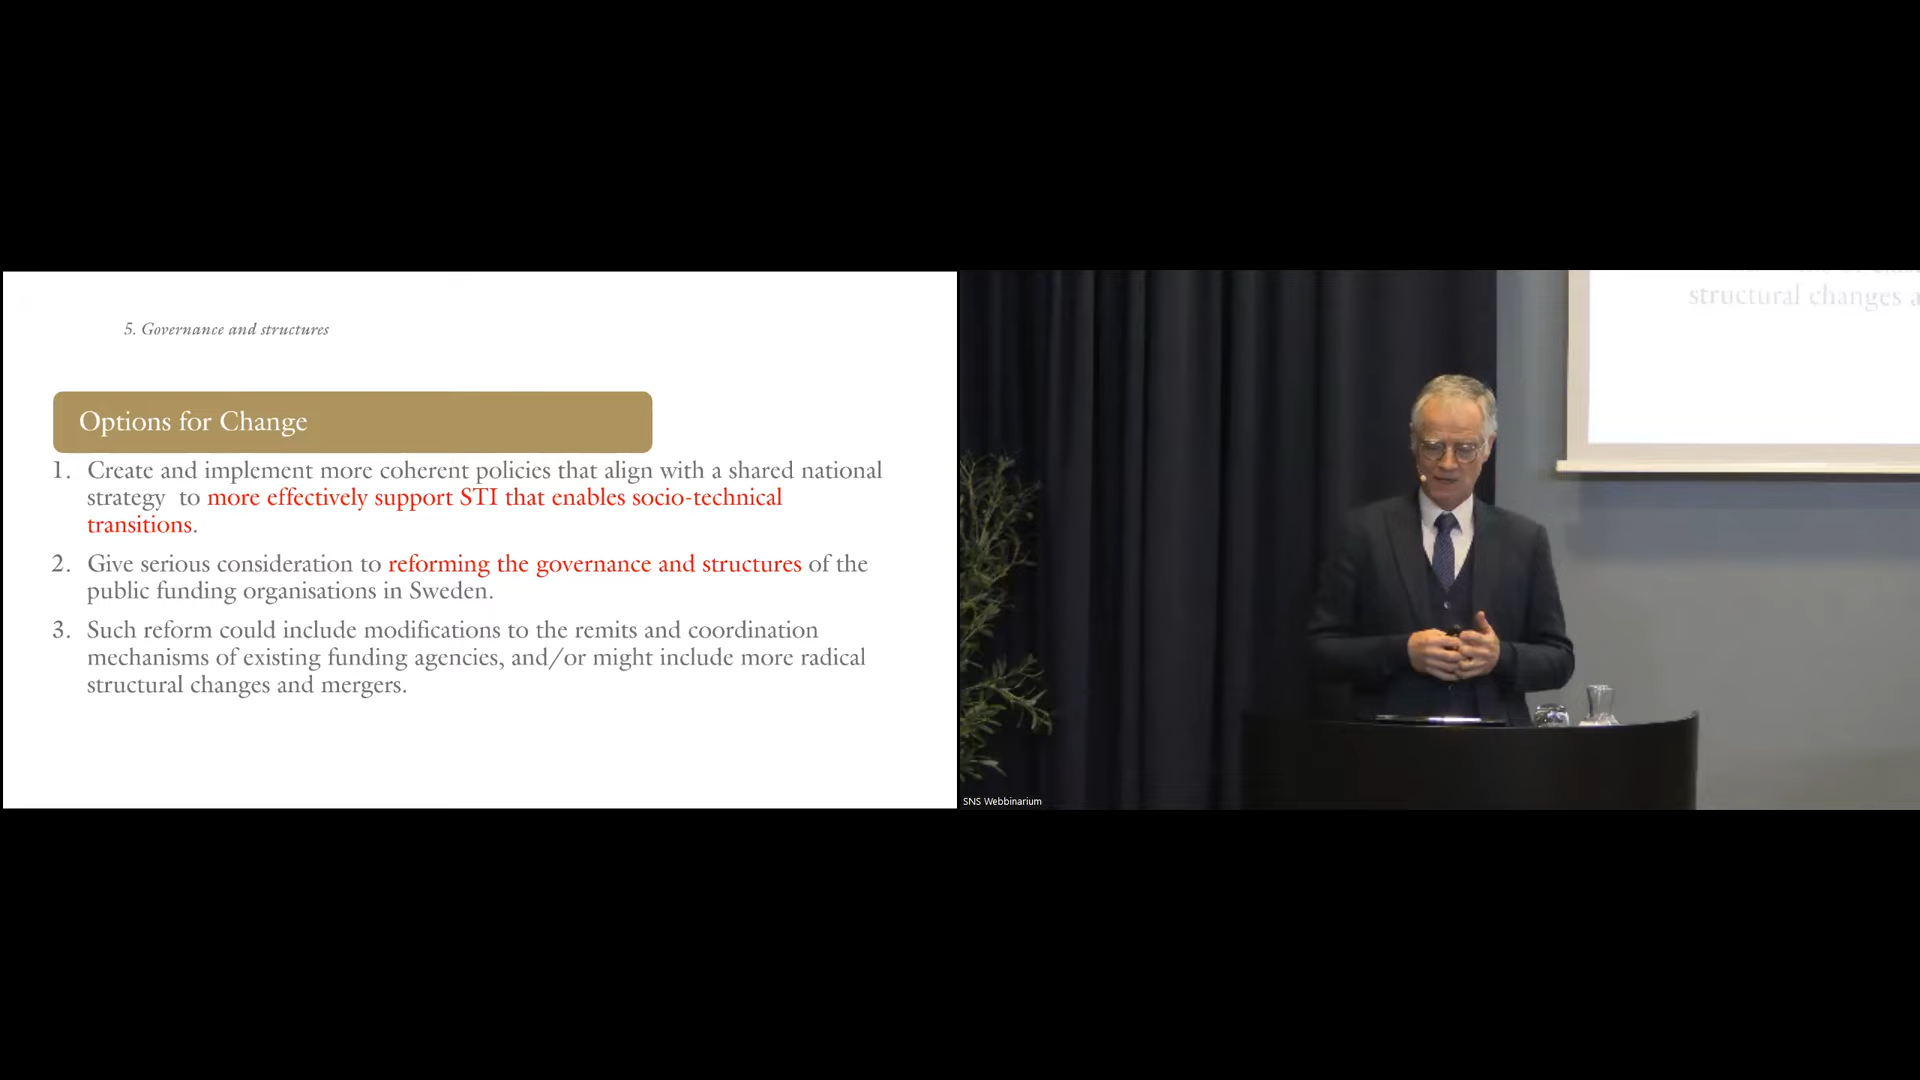 5. Governance and structures
Options for Change
1. Create and implement more coherent policies that align with a shared national
strategy to more effectively support STI that enables socio-technical
transitions.
2. Give serious consideration to reforming the governance and structures of the
public funding organisations in Sweden.
3. Such reform could include modifications to the remits and coordination
mechanisms of existing funding agencies, and/or might include more radical
structural changes and mergers.
structural changes a
SNS Webbinarium